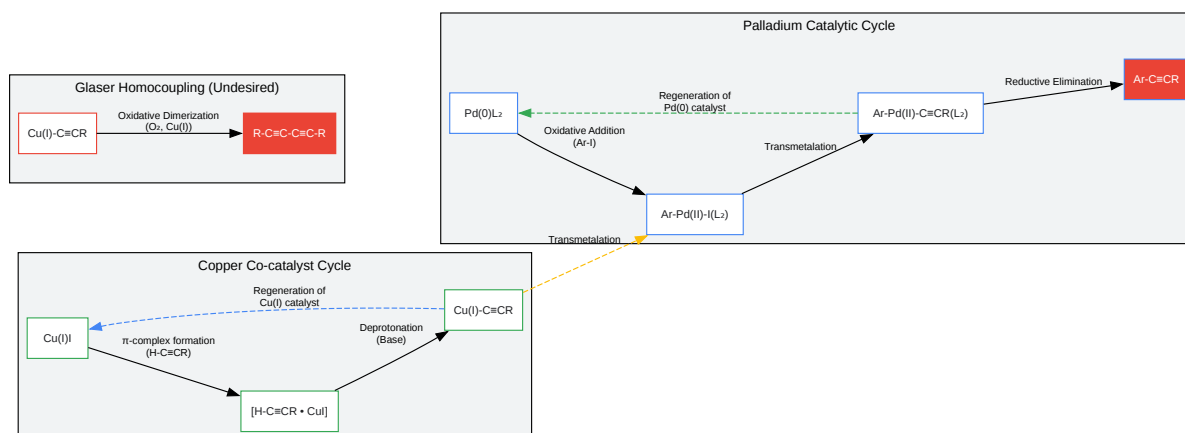 Palladium Catalytic Cycle
Pd(0)L₂
Regeneration of
Pd(0) catalyst
Oxidative Addition
(Ar-I)
Ar-Pd(II)-I(L₂)
Transmetalation
Ar-Pd(II)-C≡CR(L₂)
Reductive Elimination
Ar-C≡CR
Glaser Homocoupling (Undesired)
Cu(I)-C≡CR
Oxidative Dimerization
(O₂, Cu(I))
R-C≡C-C≡C-R
Transmetalation
Copper Co-catalyst Cycle
Regeneration of
Cu(I) catalyst
Cu(I)I
π-complex formation
(H-C≡CR)
[H-C≡CR • CuI]
Deprotonation
(Base)
Cu(I)-C≡CR